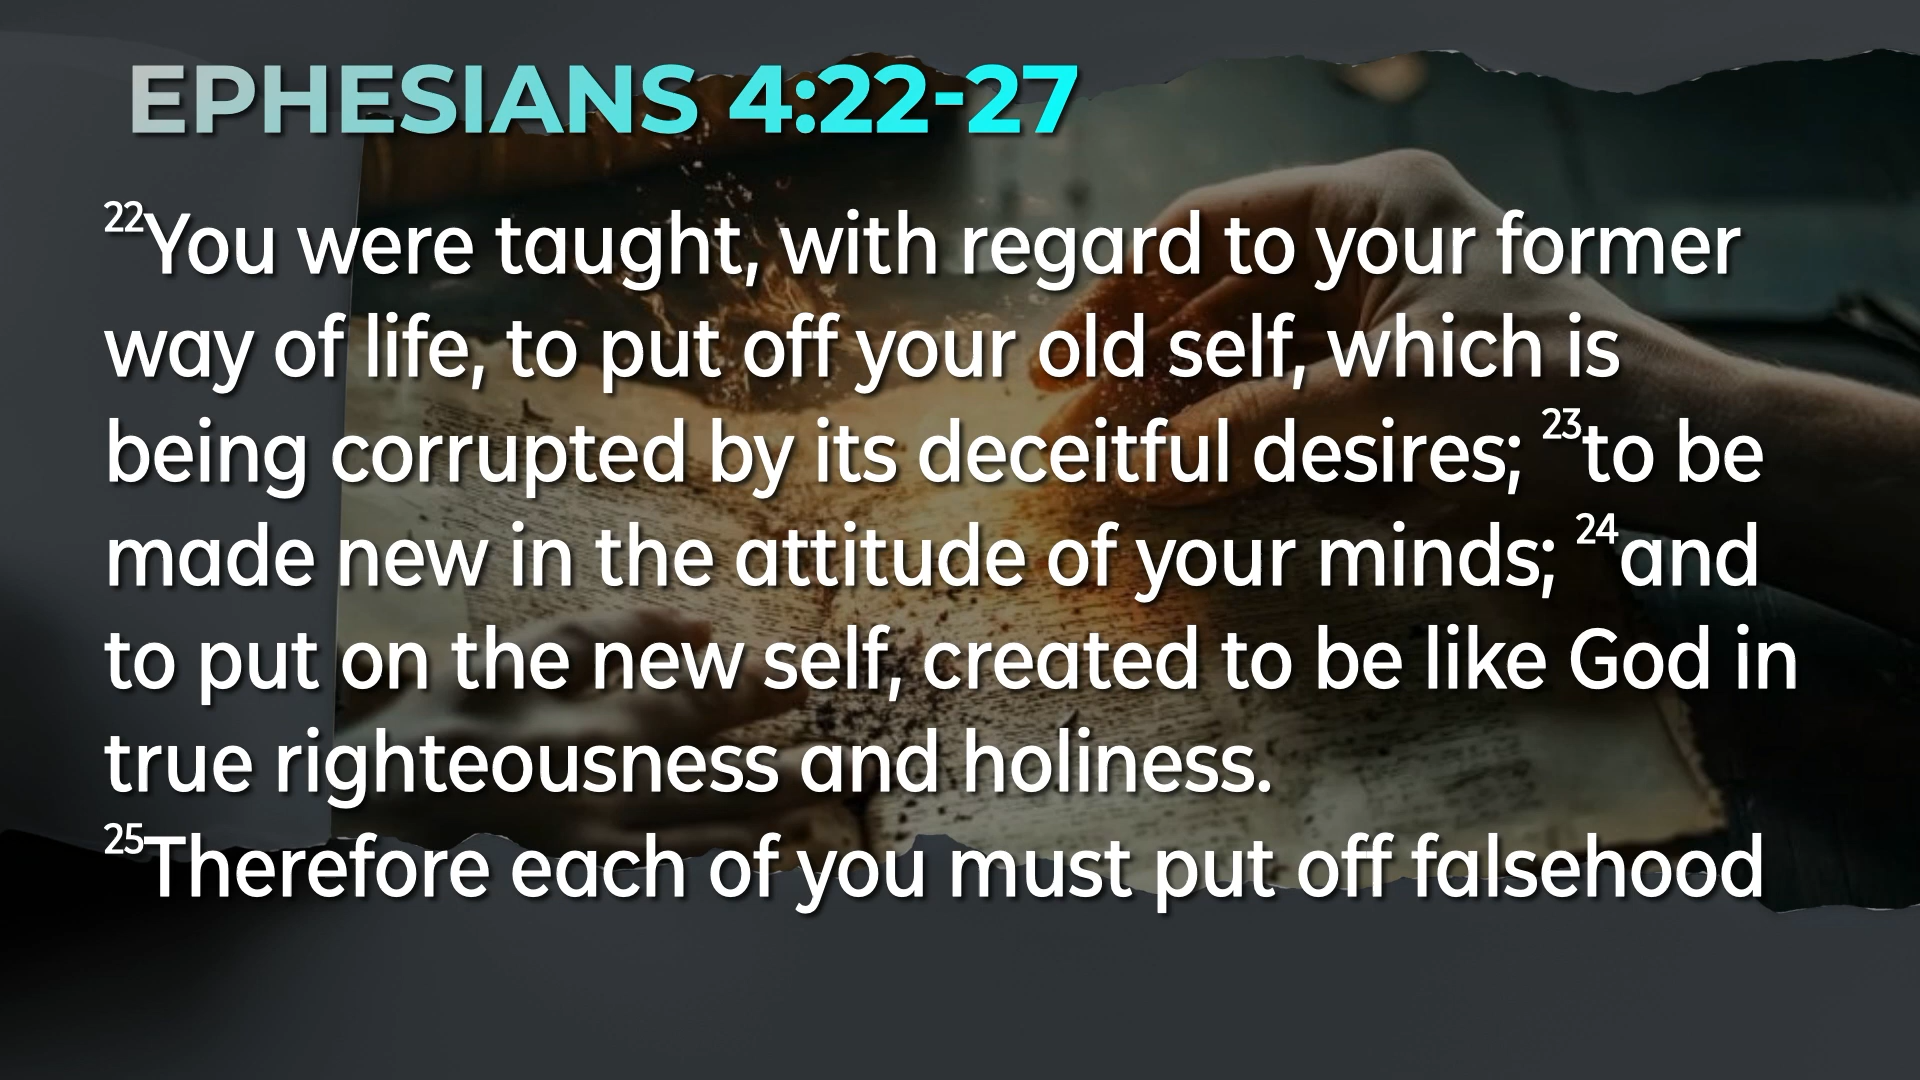 EPHESIANS 4:22-27
22You were taught, with regard to your former
way of life, to put off your old self, which is
being corrupted by its deceitful desires; 23to be
made new in the attitude of your minds; 24and
to put on the new self, created to be like God in
true righteousness and holiness.
25Therefore each of you must put off falsehood